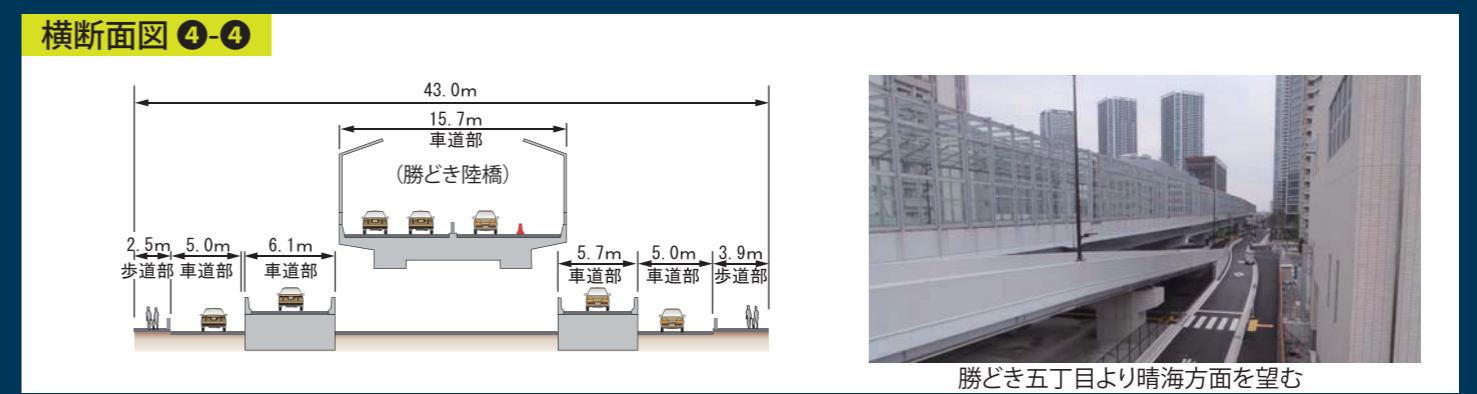 横断面図 ❹-❹
43.0m
15.7m
車道部
(勝どき陸橋)
2.5m 5.0m 6.1m 5.7m 5.0m 3.9m
歩道部 車道部 車道部 車道部 車道部 歩道部
勝どき五丁目より晴海方面を望む